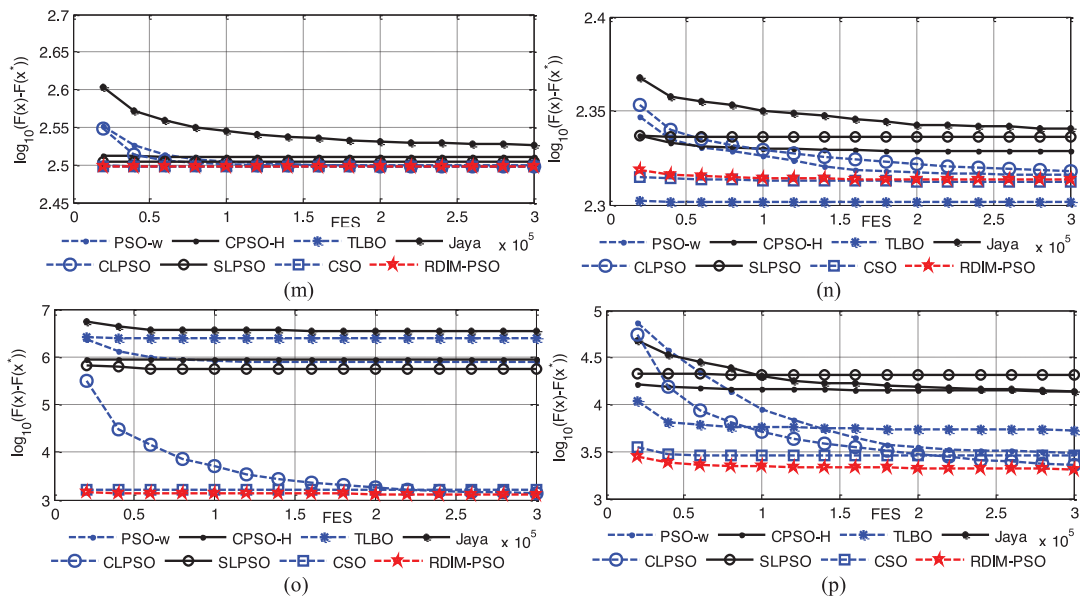 2.7
2.65
2.6
2.55
2.5
2.45
log10(F(x)-F(x*))
0 0.5 1 1.5 2 2.5 3
FES
x 10^5
PSO-w CPSO-H TLBO Jaya
CLPSO SLPSO CSO RDIM-PSO
(m)
2.4
2.35
2.3
log10(F(x)-F(x*))
0 0.5 1 1.5 2 2.5 3
FES
x 10^5
PSO-w CPSO-H TLBO Jaya
CLPSO SLPSO CSO RDIM-PSO
(n)
7
6
5
4
3
log10(F(x)-F(x*))
0 0.5 1 1.5 2 2.5 3
FES
x 10^5
PSO-w CPSO-H TLBO Jaya
CLPSO SLPSO CSO RDIM-PSO
(o)
5
4.5
4
3.5
3
log10(F(x)-F(x*))
0 0.5 1 1.5 2 2.5 3
FES
x 10^5
PSO-w CPSO-H TLBO Jaya
CLPSO SLPSO CSO RDIM-PSO
(p)